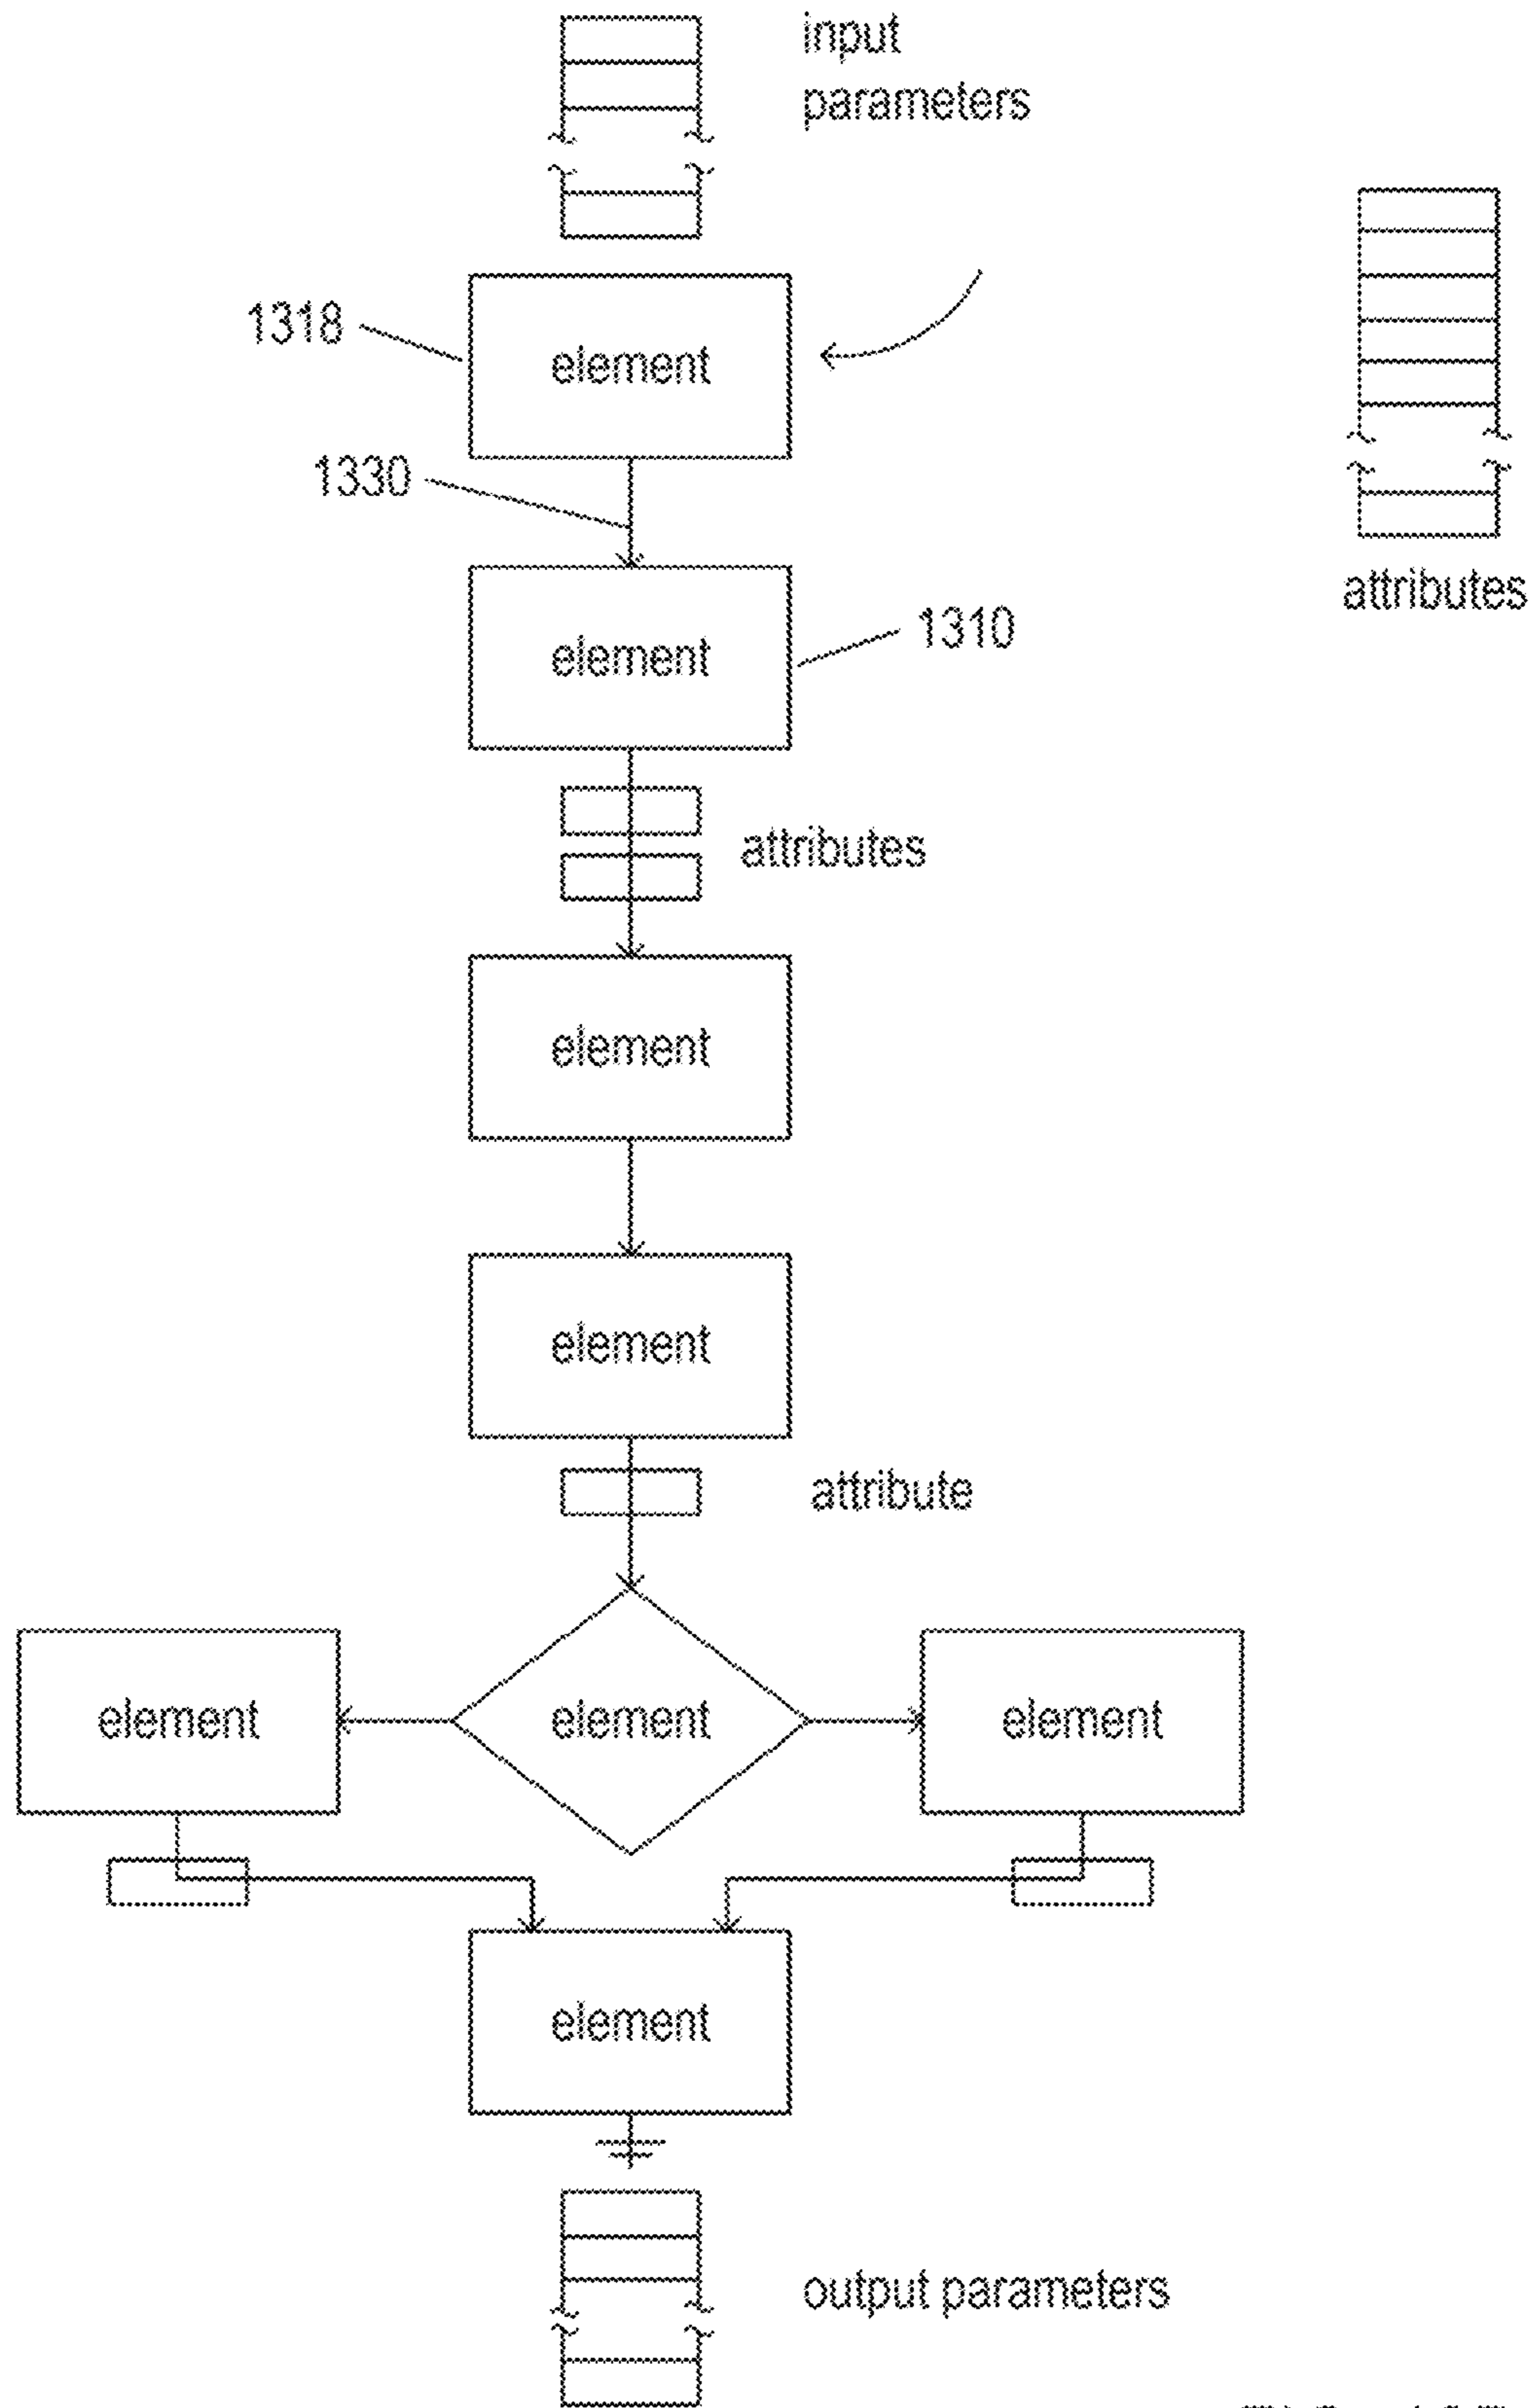 input
parameters
1318
element
1330
attributes
element
1310
attributes
element
element
attribute
element
element
element
element
output parameters